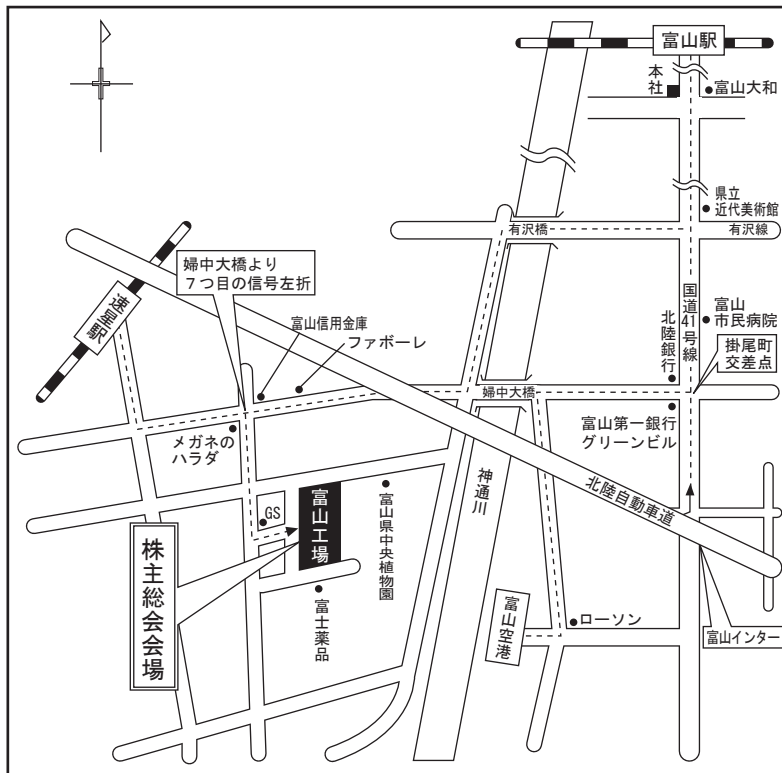 富山駅
本社
富山大和
県立
近代美術館
有沢橋
有沢線
婦中大橋より
７つ目の信号左折
速星駅
富山信用金庫
ファボーレ
国道41号線
富山
市民病院
北陸銀行
掛尾町
交差点
婦中大橋
メガネの
ハラダ
富山第一銀行
グリーンビル
神通川
北陸自動車道
GS
富山工場
富山県中央植物園
株主総会会場
富士薬品
富山空港
ローソン
富山インター